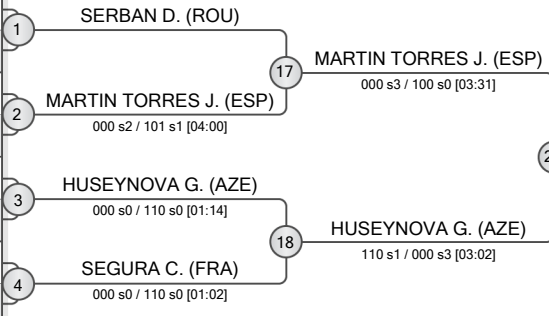 SERBAN D. (ROU)
1
17
MARTIN TORRES J. (ESP)
000 s3 / 100 s0 [03:31]
MARTIN TORRES J. (ESP)
2
000 s2 / 101 s1 [04:00]
HUSEYNOVA G. (AZE)
3
000 s0 / 110 s0 [01:14]
18
HUSEYNOVA G. (AZE)
110 s1 / 000 s3 [03:02]
SEGURA C. (FRA)
4
000 s0 / 110 s0 [01:02]